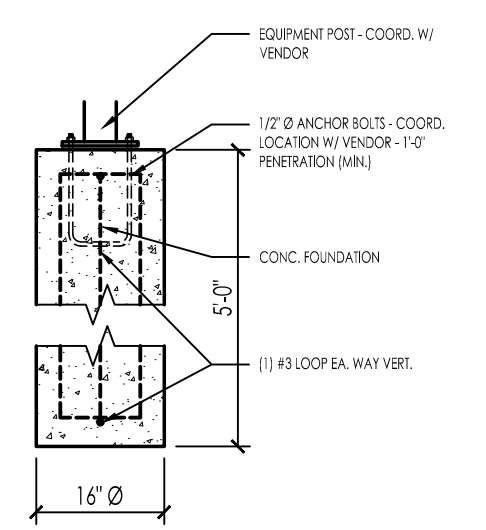 EQUIPMENT POST - COORD. W/
VENDOR
1/2" Ø ANCHOR BOLTS - COORD.
LOCATION W/ VENDOR - 1'-0"
PENETRATION (MIN.)
CONC. FOUNDATION
5'-0"
(1) #3 LOOP EA. WAY VERT.
16" Ø